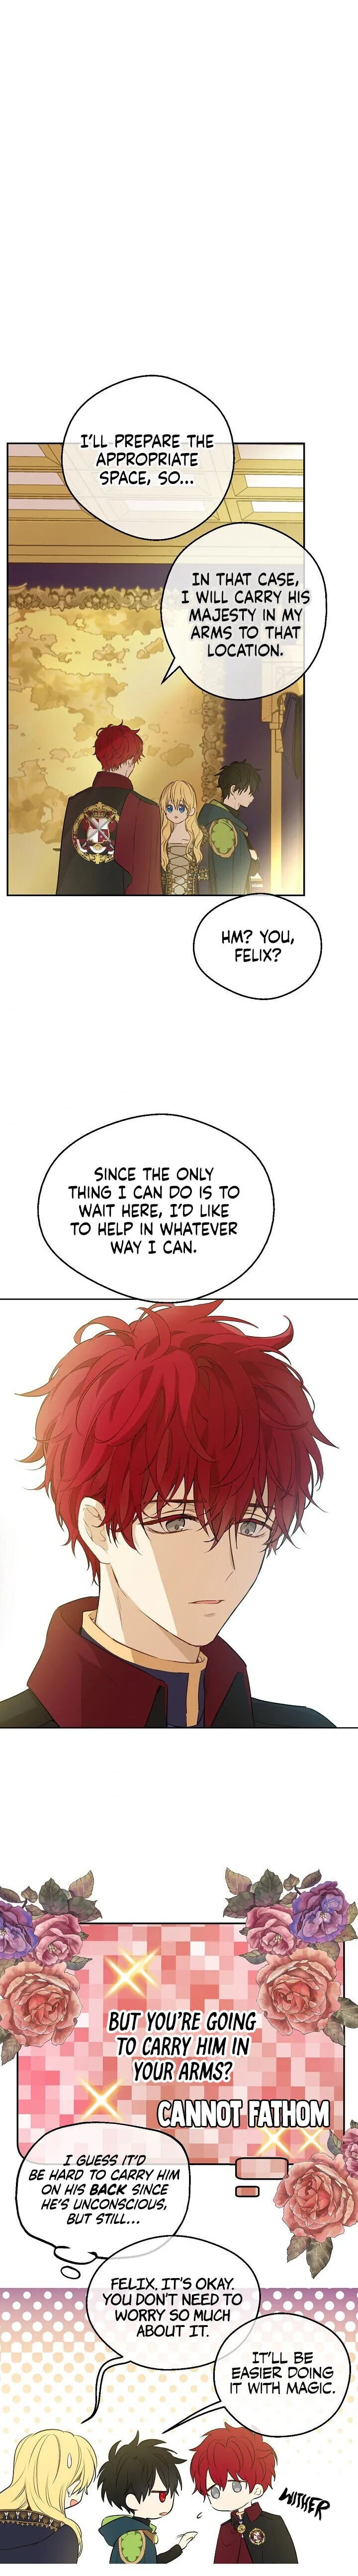 I'LL PREPARE THE
APPROPRIATE
SPACE, SO...
IN THAT CASE,
I WILL CARRY HIS
MAJESTY IN MY
ARMS TO THAT
LOCATION.
HM? YOU,
FELIX?
SINCE THE ONLY
THING I CAN DO IS TO
WAIT HERE, I'D LIKE
TO HELP IN WHATEVER
WAY I CAN.
BUT YOU'RE GOING
TO CARRY HIM IN
YOUR ARMS?
CANNOT FATHOM
I GUESS IT'D
BE HARD TO CARRY HIM
ON HIS BACK SINCE
HE'S UNCONSCIOUS,
BUT STILL...
FELIX, IT'S OKAY.
YOU DON'T NEED TO
WORRY SO MUCH
ABOUT IT.
IT'LL BE
EASIER DOING
IT WITH MAGIC.
WITHER